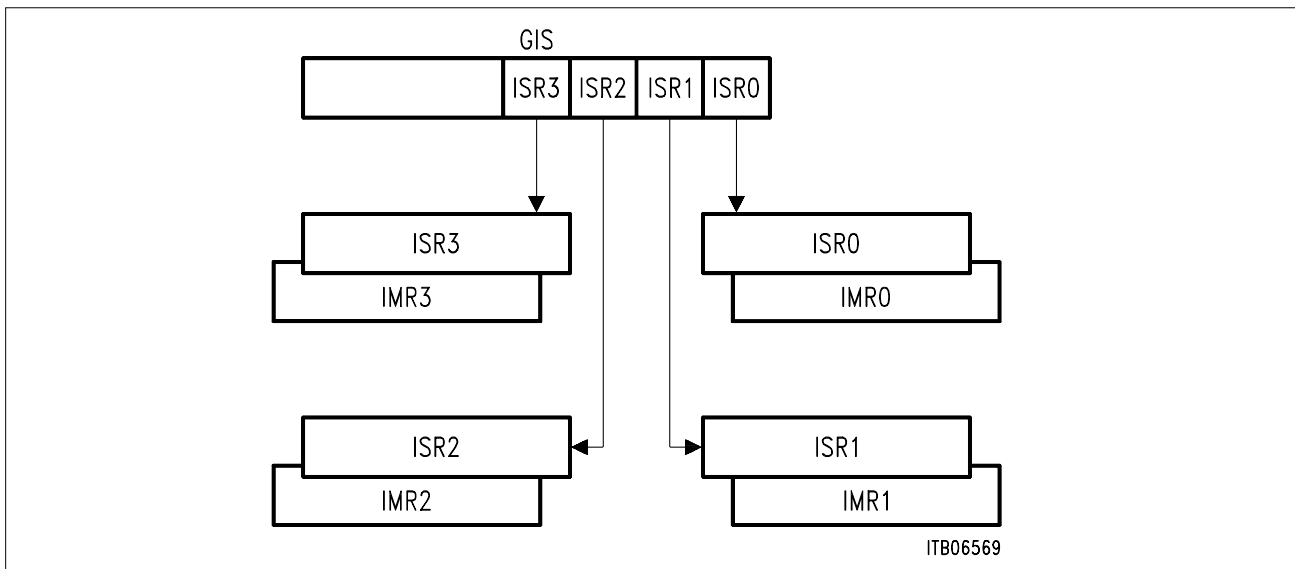 GIS
ISR3 ISR2 ISR1 ISR0
ISR3 ISR0
IMR3 IMR0
ISR2 ISR1
IMR2 IMR1
ITB06569